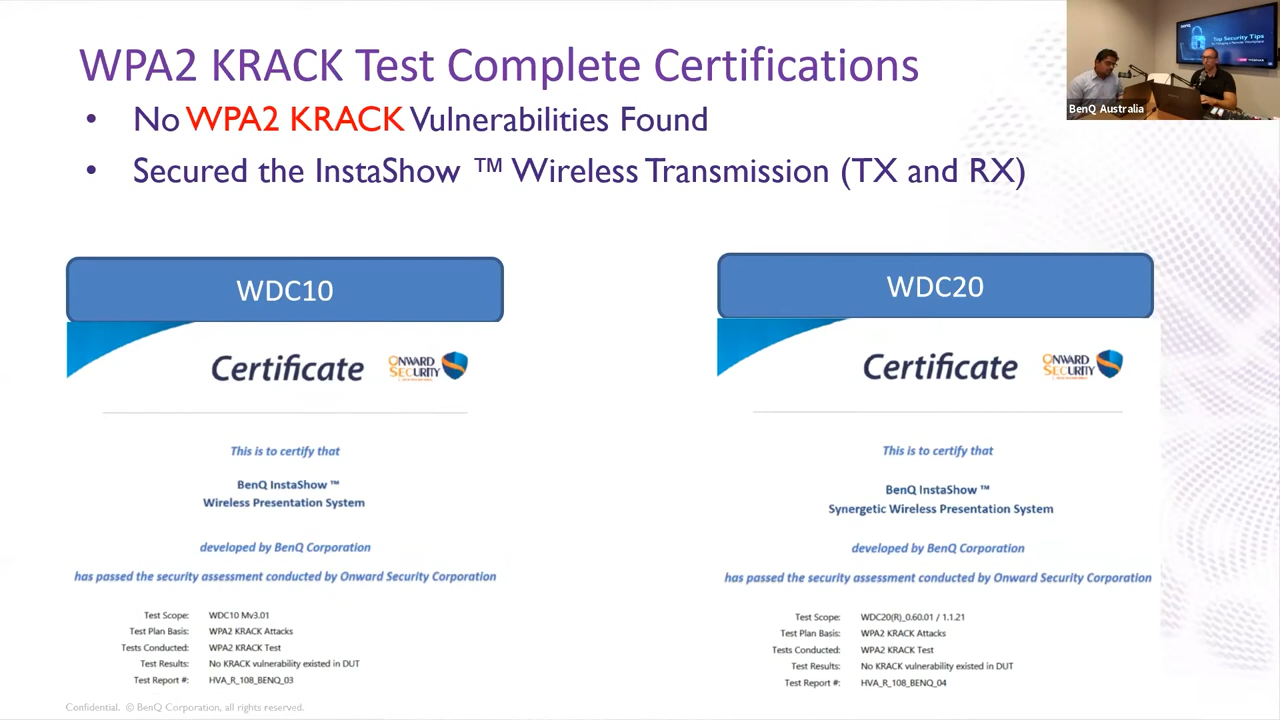 WPA2 KRACK Test Complete Certifications
• No WPA2 KRACK Vulnerabilities Found
• Secured the InstaShow ™ Wireless Transmission (TX and RX)
BenQ
Top Security Tips
BenQ Australia
WDC10
Certificate
ONWARD
SECURITY
This is to certify that
BenQ InstaShow ™
Wireless Presentation System
developed by BenQ Corporation
has passed the security assessment conducted by Onward Security Corporation
Test Scope: WDC10 Mv3.01
Test Plan Basis: WPA2 KRACK Attacks
Tests Conducted: WPA2 KRACK Test
Test Results: No KRACK vulnerability existed in DUT
Test Report #: HVA_R_108_BENQ_03
WDC20
Certificate
ONWARD
SECURITY
This is to certify that
BenQ InstaShow ™
Synergetic Wireless Presentation System
developed by BenQ Corporation
has passed the security assessment conducted by Onward Security Corporation
Test Scope: WDC20(R)_0.60.01 / 1.1.21
Test Plan Basis: WPA2 KRACK Attacks
Tests Conducted: WPA2 KRACK Test
Test Results: No KRACK vulnerability existed in DUT
Test Report #: HVA_R_108_BENQ_04
Confidential. © BenQ Corporation, all rights reserved.